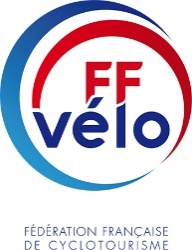 FF
vélo
FÉDÉRATION FRANÇAISE
DE CYCLOTOURISME